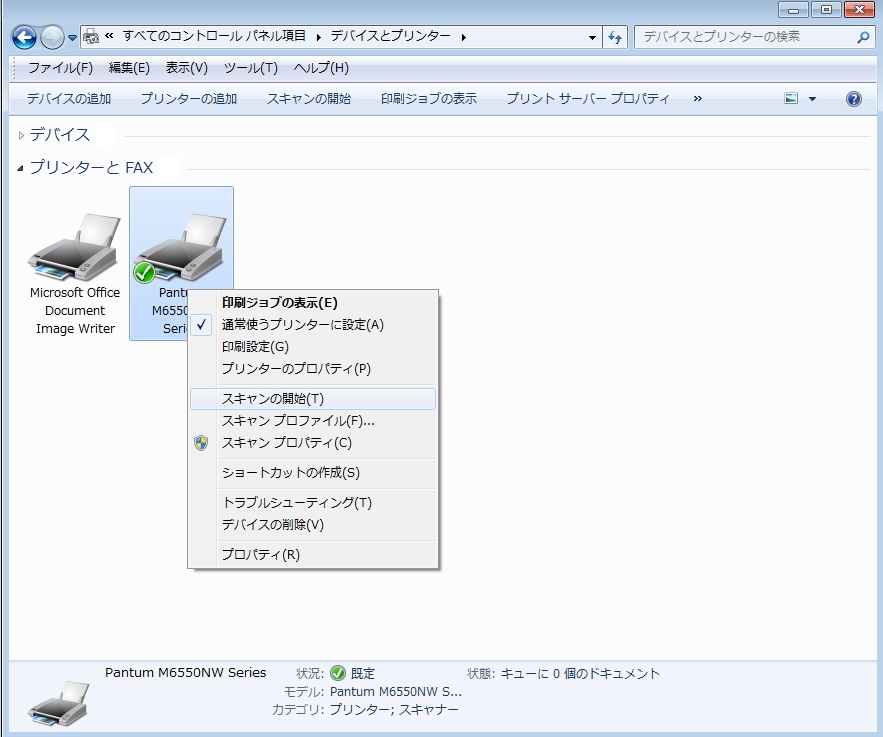 « すべてのコントロール パネル項目 ▸ デバイスとプリンター ▸ デバイスとプリンターの検索
ファイル(F) 編集(E) 表示(V) ツール(T) ヘルプ(H)
デバイスの追加 プリンターの追加 スキャンの開始 印刷ジョブの表示 プリント サーバー プロパティ »
デバイス
プリンターと FAX
Microsoft Office
Document
Image Writer
Pantu
M6550
Serie
印刷ジョブの表示(E)
通常使うプリンターに設定(A)
印刷設定(G)
プリンターのプロパティ(P)
スキャンの開始(T)
スキャン プロファイル(F)...
スキャン プロパティ(C)
ショートカットの作成(S)
トラブルシューティング(T)
デバイスの削除(V)
プロパティ(R)
Pantum M6550NW Series 状況: 既定 状態: キューに 0 個のドキュメント
モデル: Pantum M6550NW S...
カテゴリ: プリンター; スキャナー